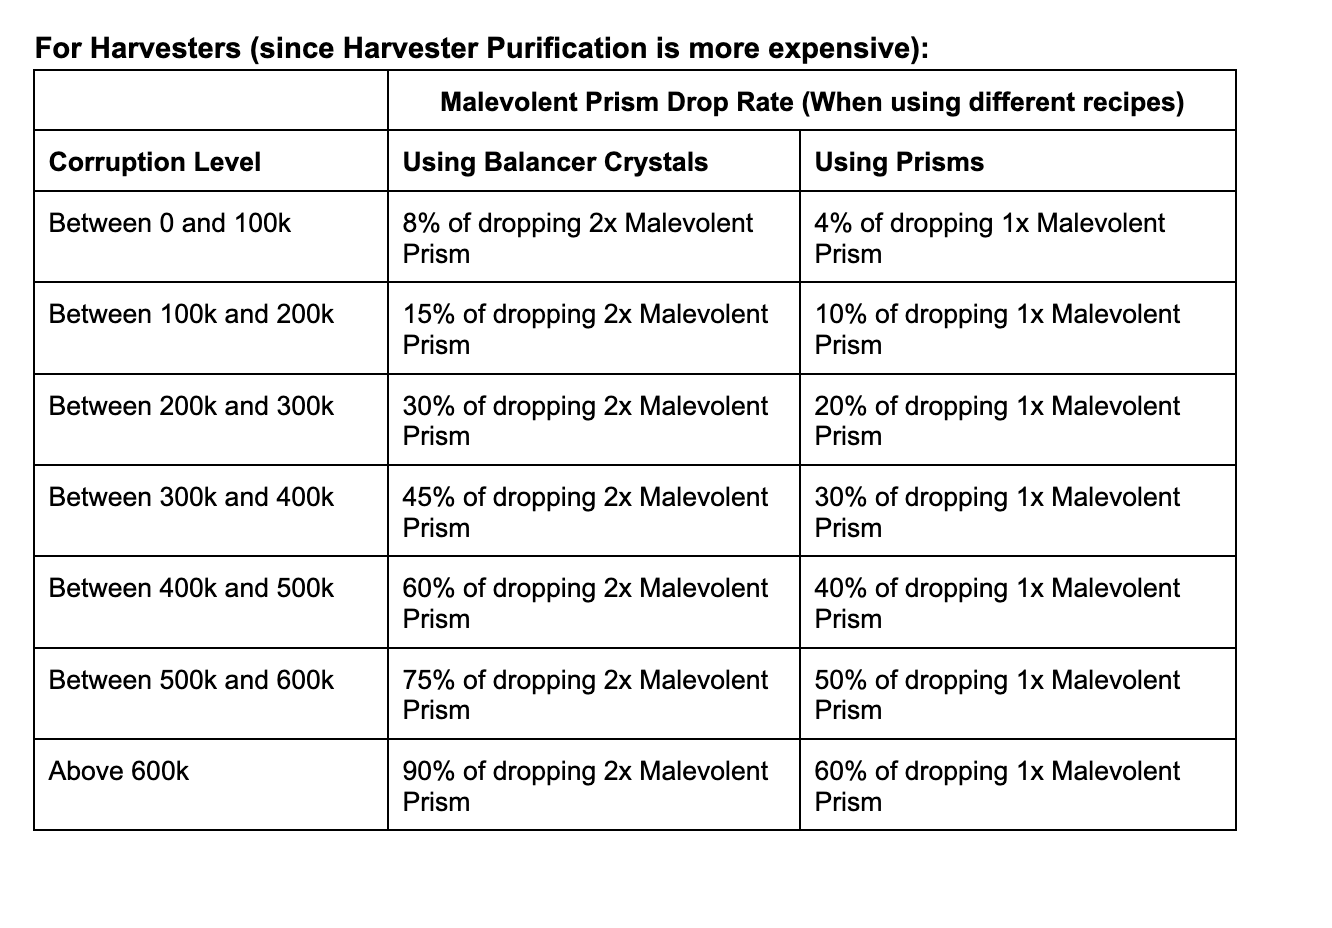 For Harvesters (since Harvester Purification is more expensive):
Malevolent Prism Drop Rate (When using different recipes)
Corruption Level
Using Balancer Crystals
Using Prisms
Between 0 and 100k
8% of dropping 2x Malevolent
Prism
4% of dropping 1x Malevolent
Prism
Between 100k and 200k
15% of dropping 2x Malevolent
Prism
10% of dropping 1x Malevolent
Prism
Between 200k and 300k
30% of dropping 2x Malevolent
Prism
20% of dropping 1x Malevolent
Prism
Between 300k and 400k
45% of dropping 2x Malevolent
Prism
30% of dropping 1x Malevolent
Prism
Between 400k and 500k
60% of dropping 2x Malevolent
Prism
40% of dropping 1x Malevolent
Prism
Between 500k and 600k
75% of dropping 2x Malevolent
Prism
50% of dropping 1x Malevolent
Prism
Above 600k
90% of dropping 2x Malevolent
Prism
60% of dropping 1x Malevolent
Prism